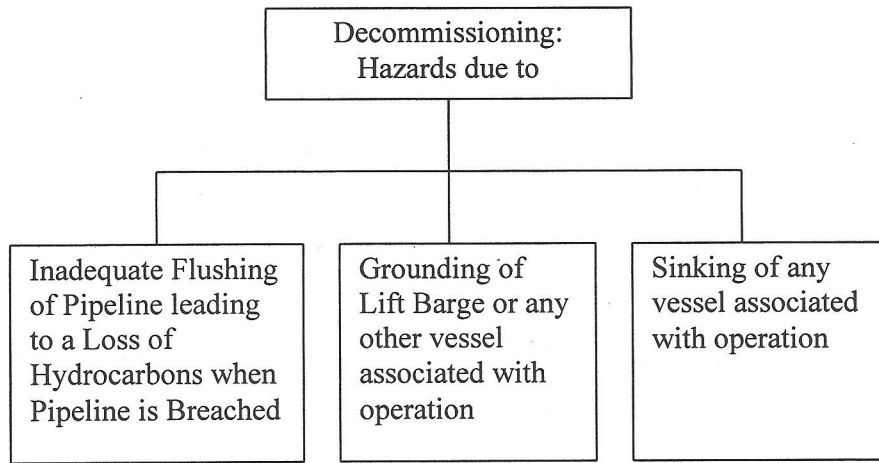 Decommissioning:
Hazards due to
Inadequate Flushing
of Pipeline leading
to a Loss of
Hydrocarbons when
Pipeline is Breached
Grounding of
Lift Barge or any
other vessel
associated with
operation
Sinking of any
vessel associated
with operation